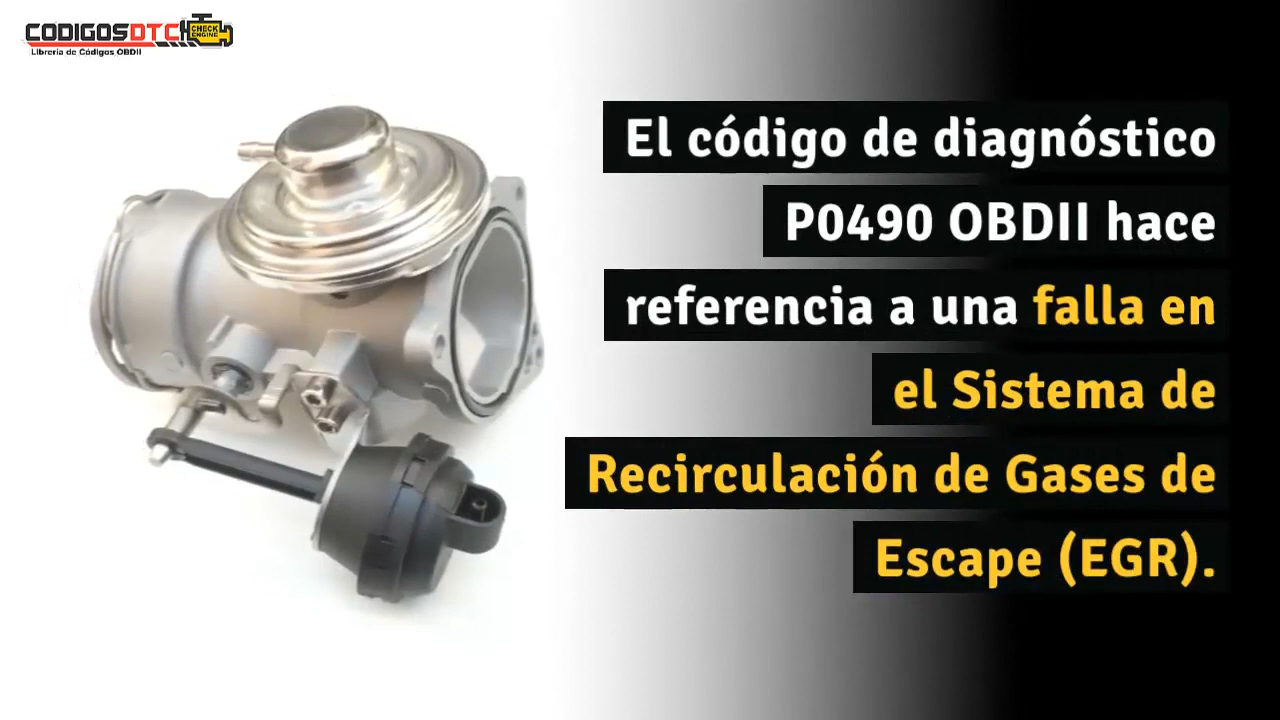 CODIGOSDTC
CHECK
ENGINE
Librería de Códigos OBDII
El código de diagnóstico
P0490 OBDII hace
referencia a una falla en
el Sistema de
Recirculación de Gases de
Escape (EGR).